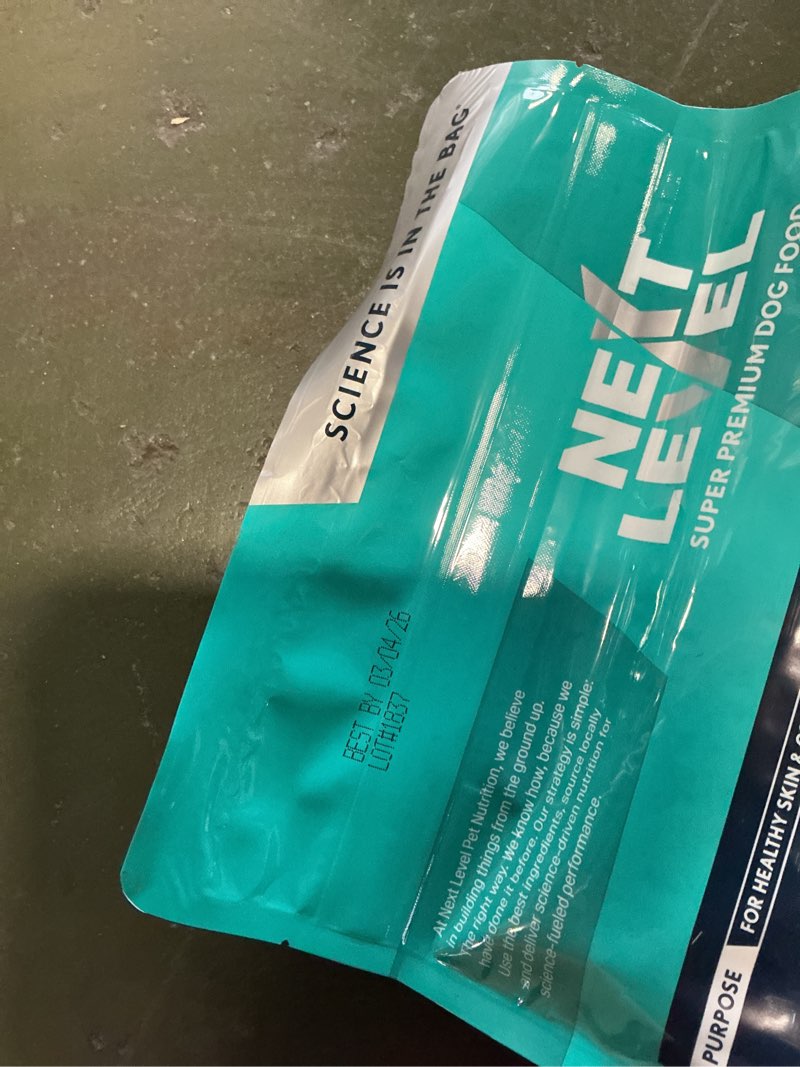 SCIENCE IS IN THE BAG®
NEXT
LEVEL
SUPER PREMIUM DOG FOOD
BEST BY 03/04/26
LOT#1837
At Next Level Pet Nutrition, we believe
in building things from the ground up.
The right way. We know how, because we
have done it before. Our strategy is simple:
Use the best ingredients, source locally
and deliver science-driven nutrition for
science-fueled performance.
PURPOSE
FOR HEALTHY SKIN &